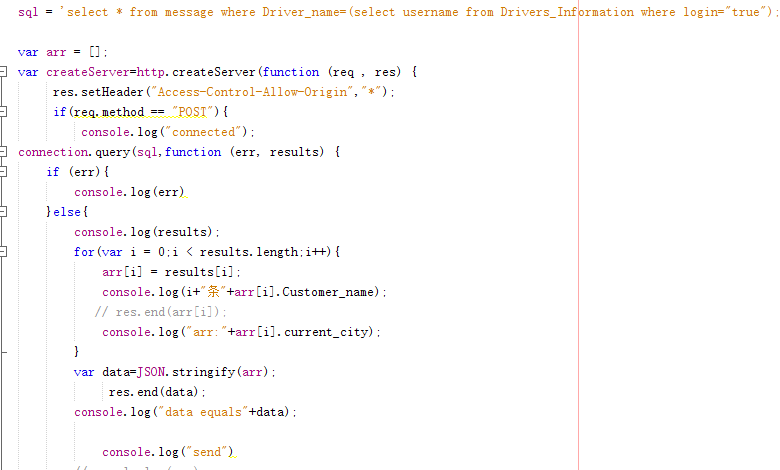 sql = 'select * from message where Driver_name=(select username from Drivers_Information where login="true");
var arr = [];
var createServer=http.createServer(function (req , res) {
res.setHeader("Access-Control-Allow-Origin","*");
if(req.method == "POST"){
console.log("connected");
connection.query(sql,function (err, results) {
if (err){
console.log(err)
}else{
console.log(results);
for(var i = 0;i < results.length;i++){
arr[i] = results[i];
console.log(i+"条"+arr[i].Customer_name);
// res.end(arr[i]);
console.log("arr:"+arr[i].current_city);
}
var data=JSON.stringify(arr);
res.end(data);
console.log("data equals"+data);
console.log("send")